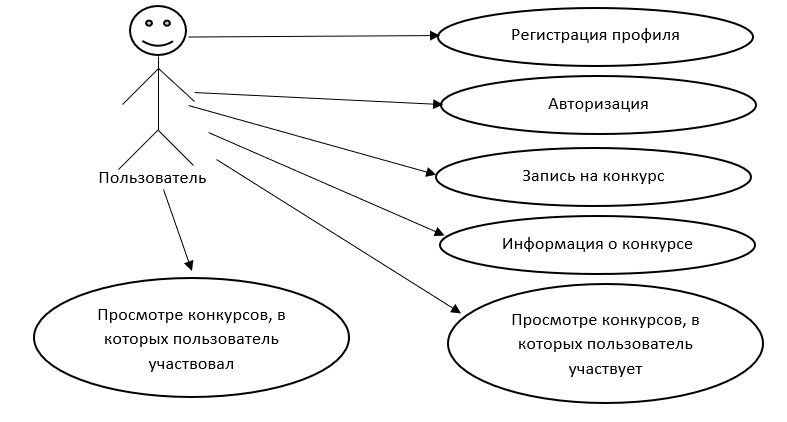 Регистрация профиля
Авторизация
Запись на конкурс
Пользователь
Информация о конкурсе
Просмотре конкурсов, в
которых пользователь
участвовал
Просмотре конкурсов, в
которых пользователь
участвует